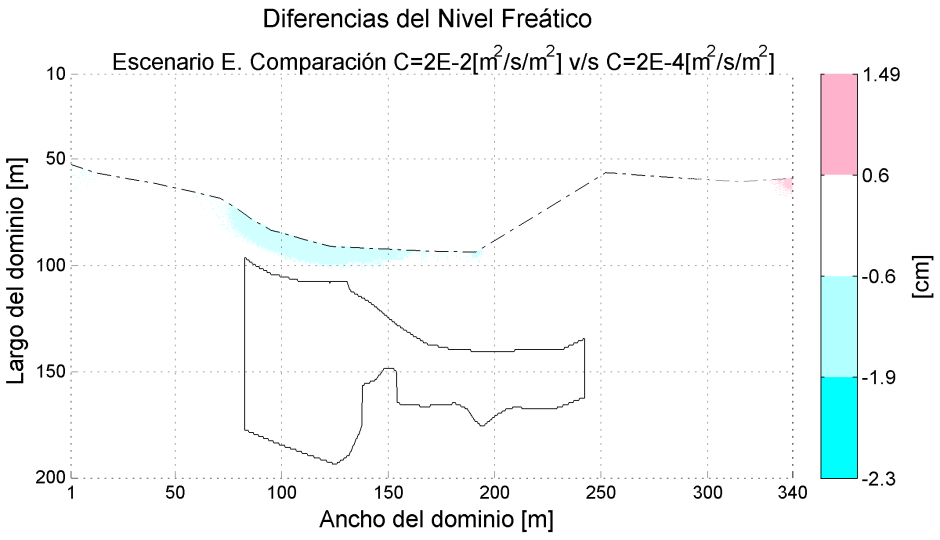 Diferencias del Nivel Freático
Escenario E. Comparación C=2E-2[m²/s/m²] v/s C=2E-4[m²/s/m²]
Largo del dominio [m]
10
50
100
150
200
1 50 100 150 200 250 300 340
Ancho del dominio [m]
1.49
0.6
-0.6
-1.9
-2.3
[cm]